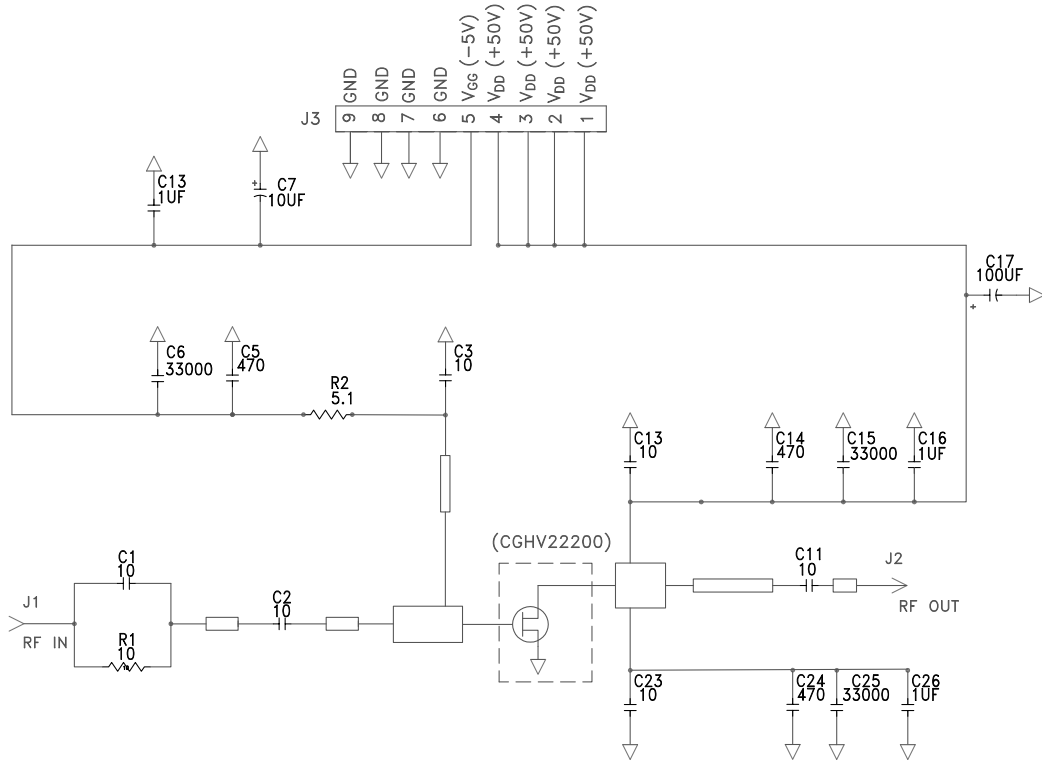 GND
GND
GND
GND
VGG (-5V)
VDD (+50V)
VDD (+50V)
VDD (+50V)
VDD (+50V)
J3
9
8
7
6
5
4
3
2
1
C13
1UF
C7
10UF
C17
100UF
+
C6
33000
C5
470
R2
5.1
C3
10
C13
10
C14
470
C15
33000
C16
1UF
(CGHV22200)
C1
10
J1
RF IN
R1
10
C2
10
C11
10
J2
RF OUT
C23
10
C24
470
C25
33000
C26
1UF